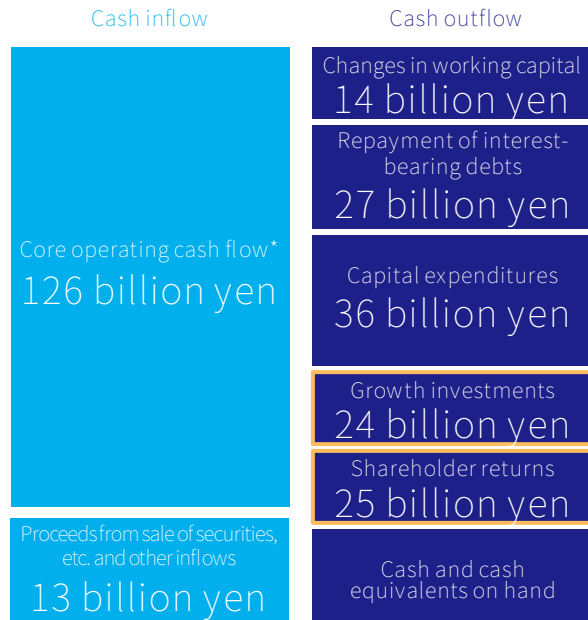 Cash inflow
Core operating cash flow*
126 billion yen
Proceeds from sale of securities,
etc. and other inflows
13 billion yen
Cash outflow
Changes in working capital
14 billion yen
Repayment of interest-
bearing debts
27 billion yen
Capital expenditures
36 billion yen
Growth investments
24 billion yen
Shareholder returns
25 billion yen
Cash and cash
equivalents on hand